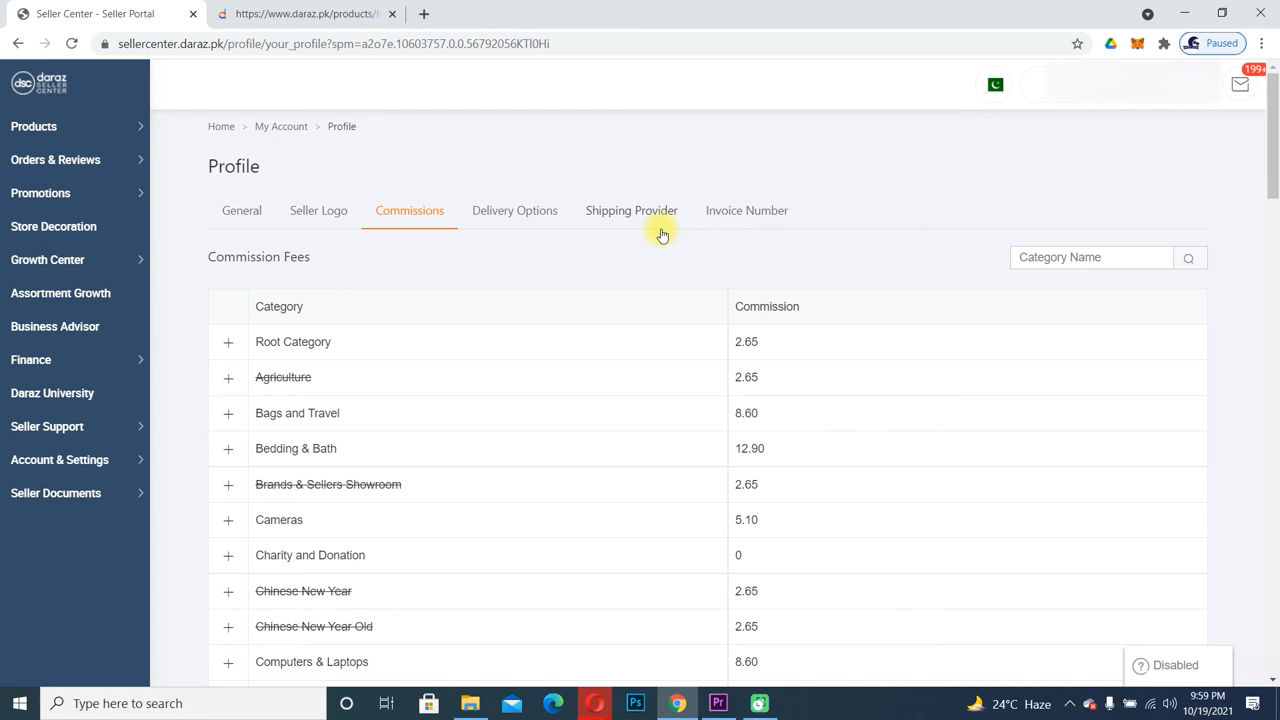 Seller Center - Seller Portal
https://www.daraz.pk/products/t
sellercenter.daraz.pk/profile/your_profile?spm=a2o7e.10603757.0.0.56792056KTl0Hi
Paused
dsc daraz SELLER CENTER
199+
Products
Orders & Reviews
Promotions
Store Decoration
Growth Center
Assortment Growth
Business Advisor
Finance
Daraz University
Seller Support
Account & Settings
Seller Documents
Home > My Account > Profile
Profile
General Seller Logo Commissions Delivery Options Shipping Provider Invoice Number
Commission Fees
Category Name
Category Commission
Root Category 2.65
Agriculture 2.65
Bags and Travel 8.60
Bedding & Bath 12.90
Brands & Sellers Showroom 2.65
Cameras 5.10
Charity and Donation 0
Chinese New Year 2.65
Chinese New Year Old 2.65
Computers & Laptops 8.60
Disabled
Type here to search
Ps
Pr
24°C Haze
9:59 PM
10/19/2021